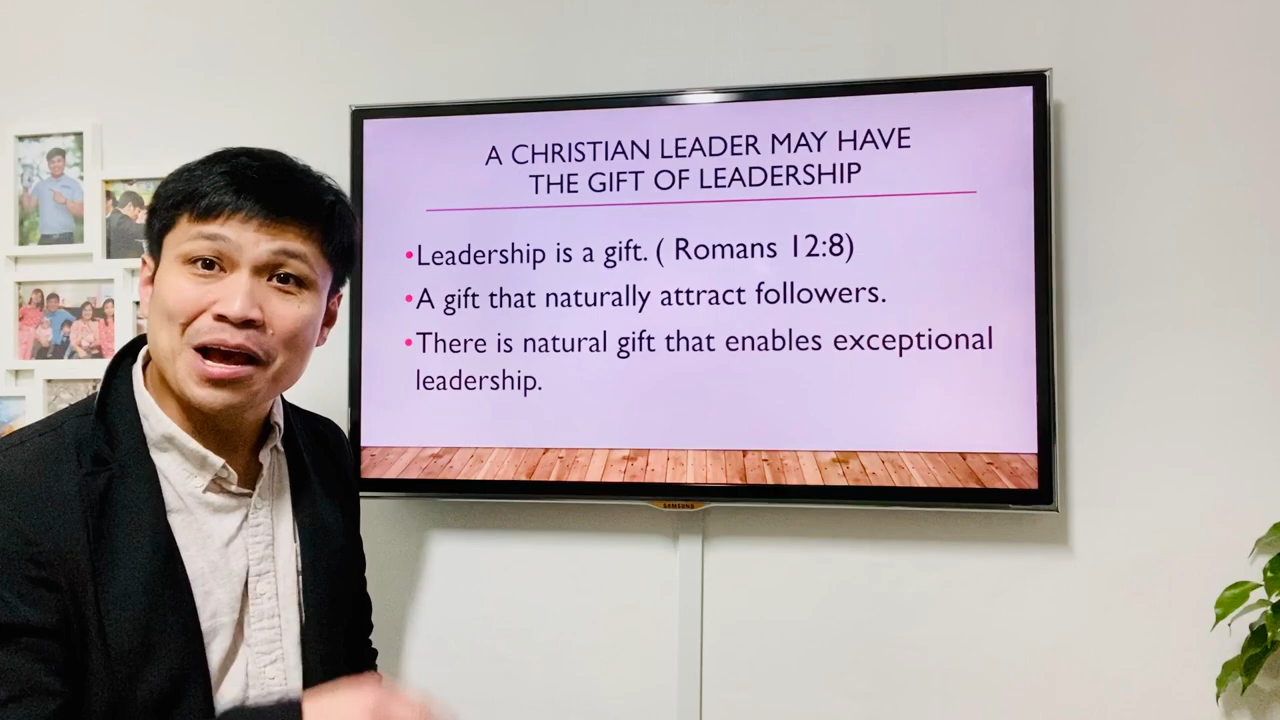 A CHRISTIAN LEADER MAY HAVE
THE GIFT OF LEADERSHIP
•Leadership is a gift. ( Romans 12:8)
•A gift that naturally attract followers.
•There is natural gift that enables exceptional
leadership.
SAMSUNG